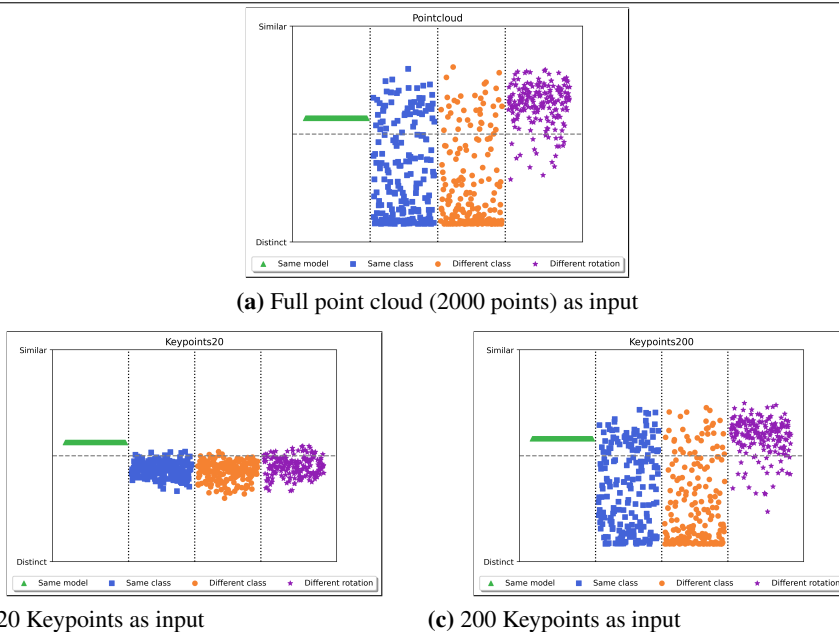 Pointcloud
Similar
Distinct
Same model Same class Different class Different rotation
(a) Full point cloud (2000 points) as input
Keypoints20
Similar
Distinct
Same model Same class Different class Different rotation
20 Keypoints as input
Keypoints200
Similar
Distinct
Same model Same class Different class Different rotation
(c) 200 Keypoints as input